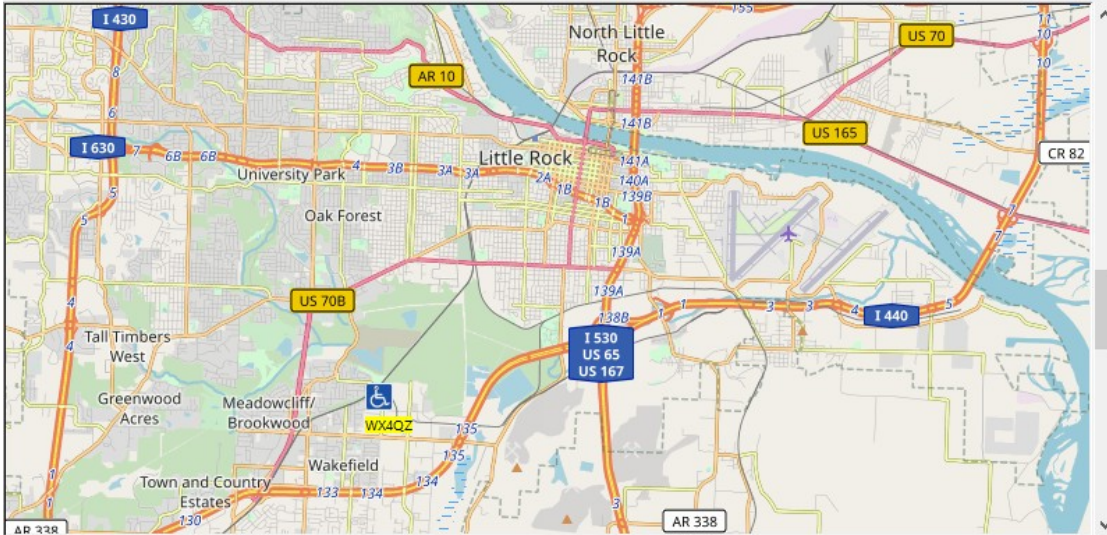 I 430
155
North Little
Rock
US 70
11
10
10
8
AR 10
141B
6
141B
US 165
I 630
7
6B
6B
4
3B
3A
3A
Little Rock
141A
CR 82
University Park
2A
1B
140A
139B
1B
1
5
5
Oak Forest
7
7
139A
US 70B
139A
138B
1
1
3
3
4
I 440
5
4
4
Tall Timbers
West
I 530
US 65
US 167
Greenwood
Acres
Meadowcliff/
Brookwood
WX4QZ
135
135
Wakefield
1
1
Town and Country
Estates
133
134
134
130
3
AR 338
AR 338